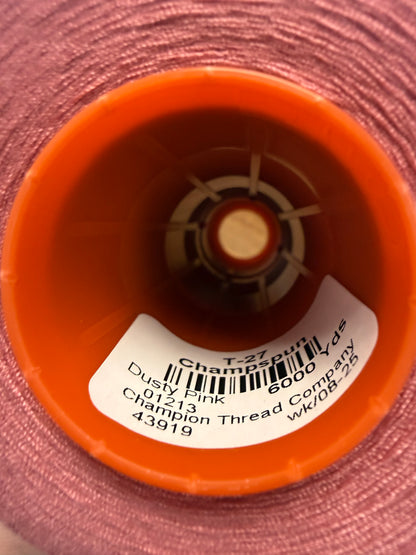 T-27
Champspun
6000 Yds
Dusty Pink
01213
Champion Thread Company
43919
wk/08-25